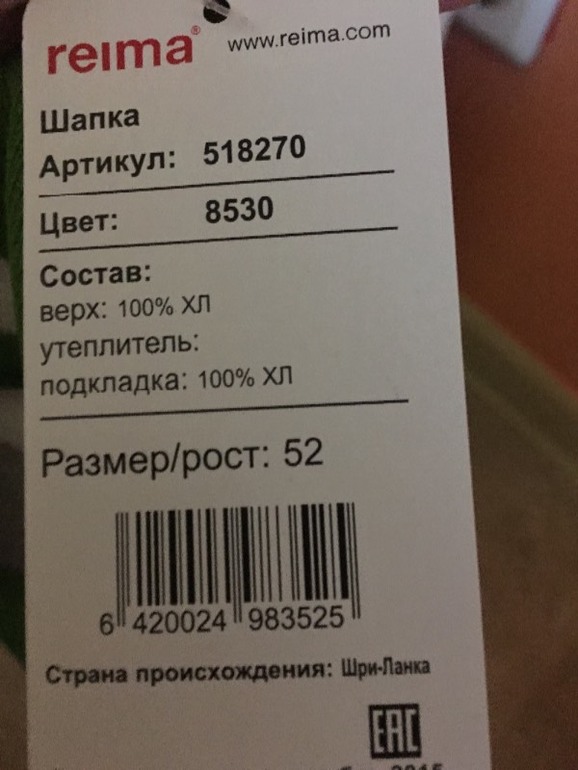 reima® www.reima.com
Шапка
Артикул: 518270
Цвет: 8530
Состав:
верх: 100% ХЛ
утеплитель:
подкладка: 100% ХЛ
Размер/рост: 52
6 420024 983525
Страна происхождения: Шри-Ланка
EAC